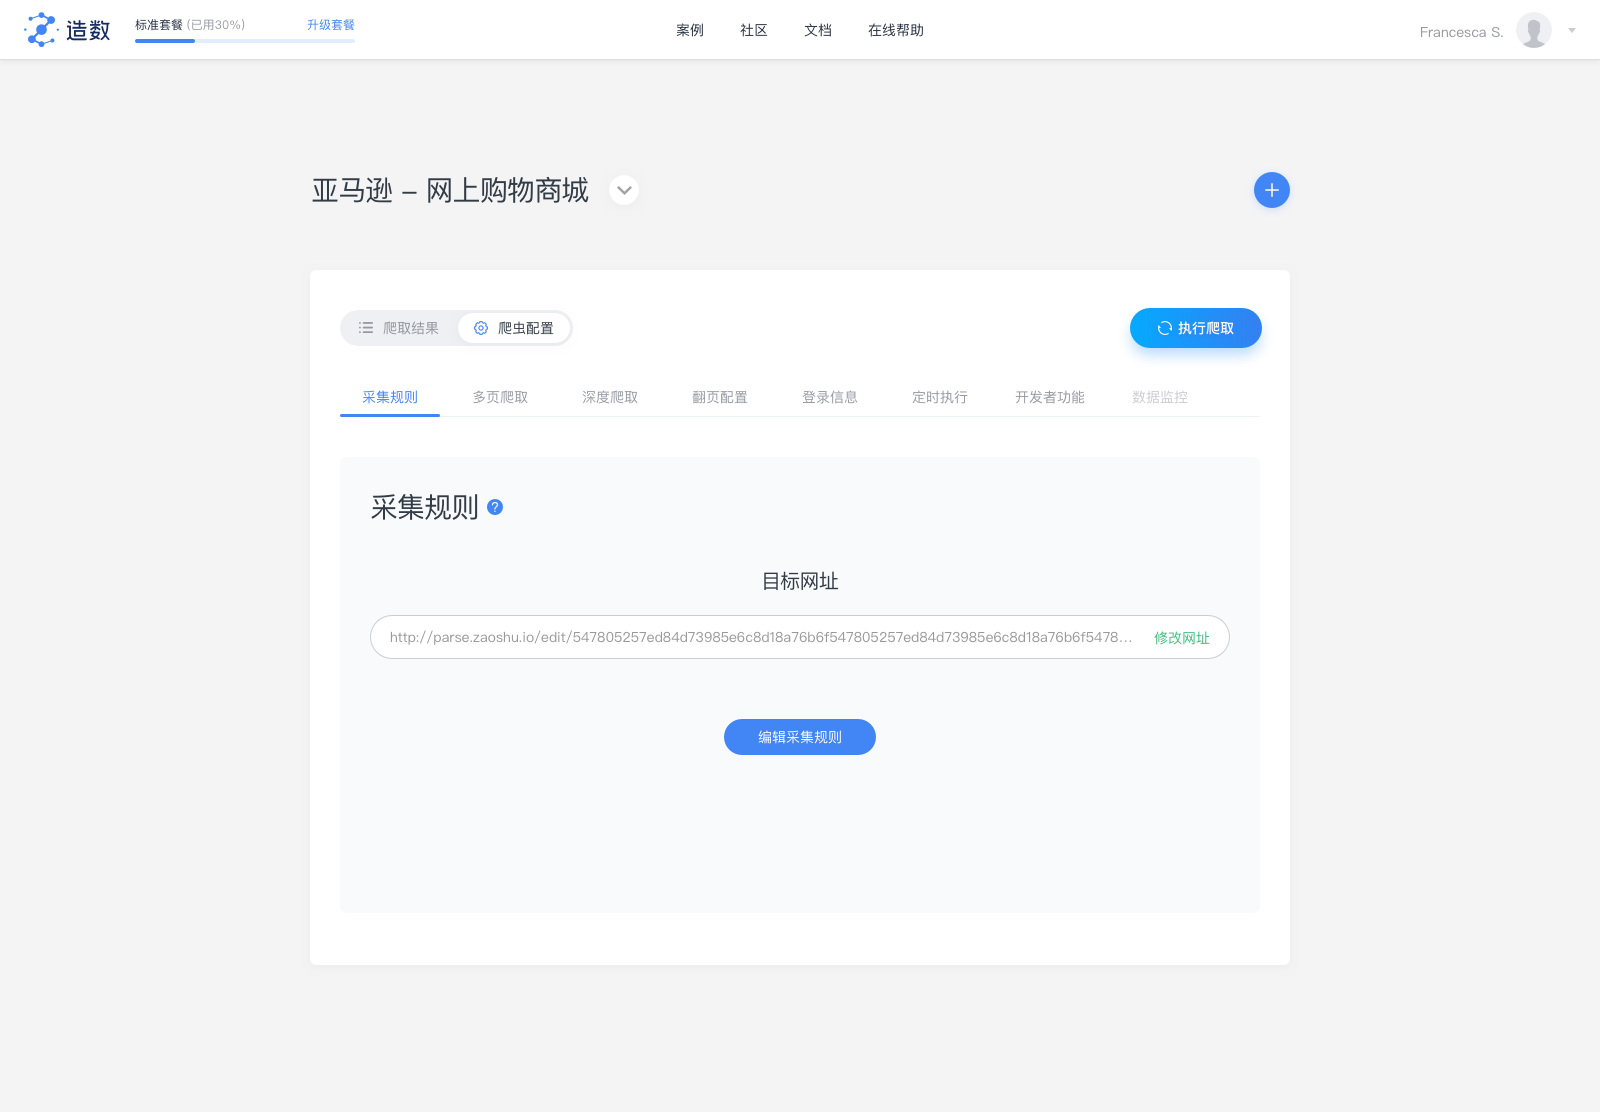 造数
标准套餐 (已用30%) 升级套餐
案例 社区 文档 在线帮助
Francesca S.
亚马逊 – 网上购物商城
爬取结果 爬虫配置
执行爬取
采集规则 多页爬取 深度爬取 翻页配置 登录信息 定时执行 开发者功能 数据监控
采集规则 ?
目标网址
http://parse.zaoshu.io/edit/547805257ed84d73985e6c8d18a76b6f547805257ed84d73985e6c8d18a76b6f5478... 修改网址
编辑采集规则